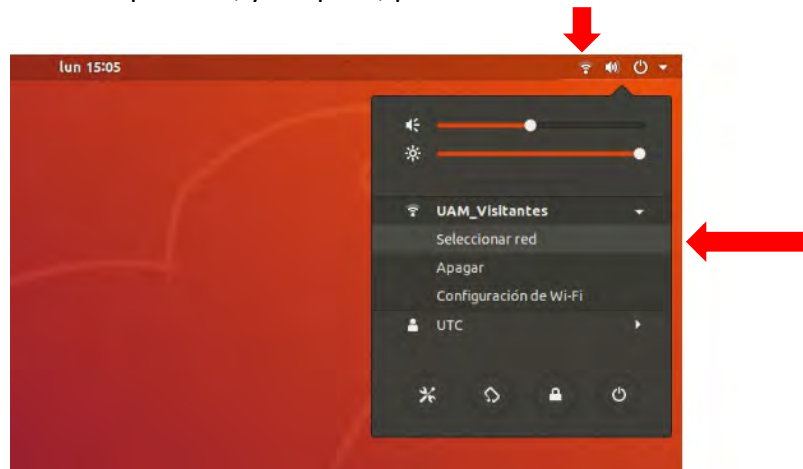 lun 15:05
UAM_Visitantes
Seleccionar red
Apagar
Configuración de Wi-Fi
UTC